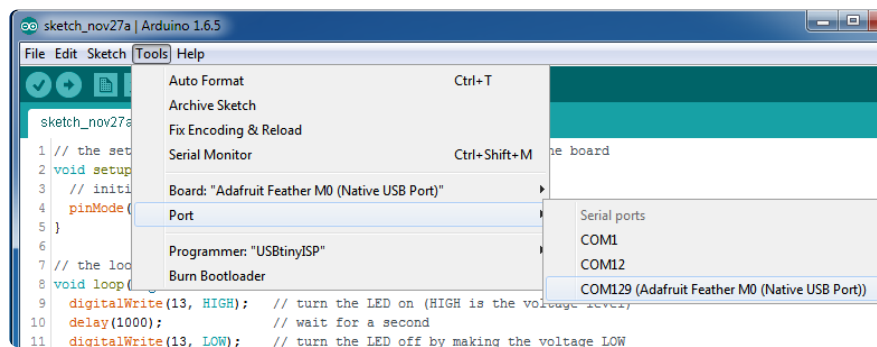 sketch_nov27a | Arduino 1.6.5
File Edit Sketch Tools Help
sketch_nov27a
Auto Format Ctrl+T
Archive Sketch
Fix Encoding & Reload
Serial Monitor Ctrl+Shift+M
Board: "Adafruit Feather M0 (Native USB Port)"
Port
Programmer: "USBtinyISP"
Burn Bootloader
Serial ports
COM1
COM12
COM129 (Adafruit Feather M0 (Native USB Port))
1 // the set he board
2 void setup
3 // initi
4 pinMode(
5 }
6
7 // the loo
8 void loop(
9 digitalWrite(13, HIGH); // turn the LED on (HIGH is the voltage level)
10 delay(1000); // wait for a second
11 digitalWrite(13, LOW); // turn the LED off by making the voltage LOW